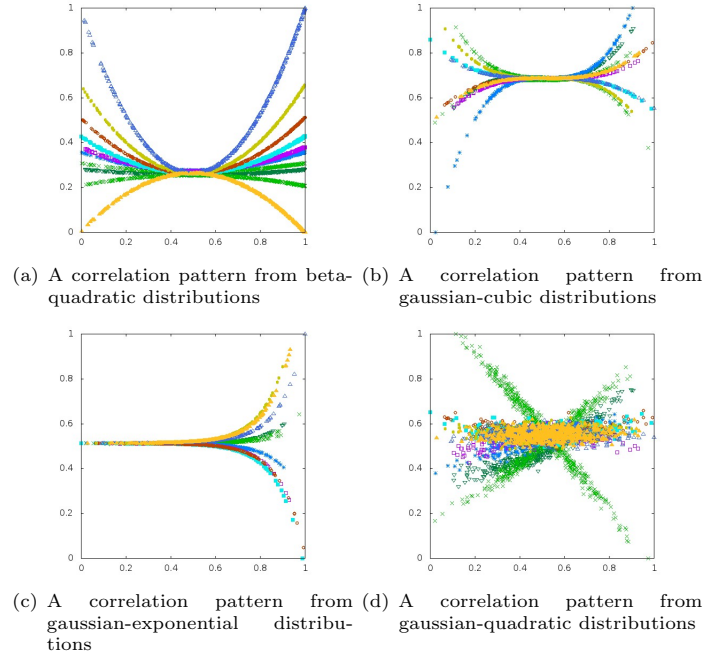 1
0.8
0.6
0.4
0.2
0
0 0.2 0.4 0.6 0.8 1
1
0.8
0.6
0.4
0.2
0
0 0.2 0.4 0.6 0.8 1
(a) A correlation pattern from beta-
quadratic distributions
(b) A correlation pattern from
gaussian-cubic distributions
1
0.8
0.6
0.4
0.2
0
0 0.2 0.4 0.6 0.8 1
1
0.8
0.6
0.4
0.2
0
0 0.2 0.4 0.6 0.8 1
(c) A correlation pattern from
gaussian-exponential distribu-
tions
(d) A correlation pattern from
gaussian-quadratic distributions